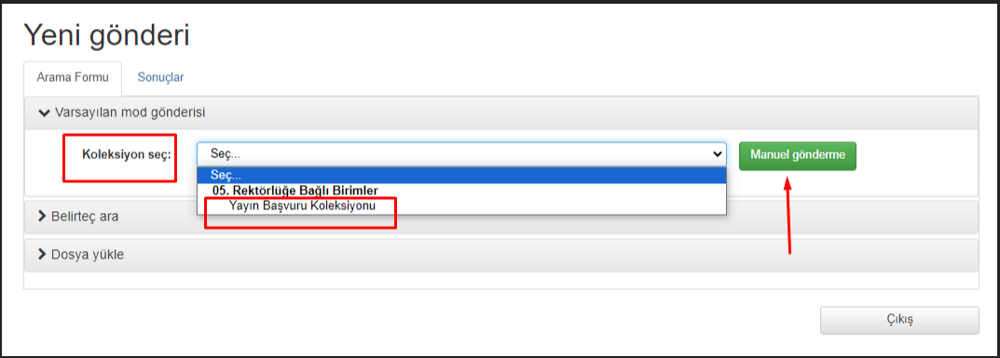 Yeni gönderi
Arama Formu Sonuçlar
Varsayılan mod gönderisi
Koleksiyon seç: Seç... Manuel gönderme
Seç...
05. Rektörlüğe Bağlı Birimler
Yayın Başvuru Koleksiyonu
Belirteç ara
Dosya yükle
Çıkış